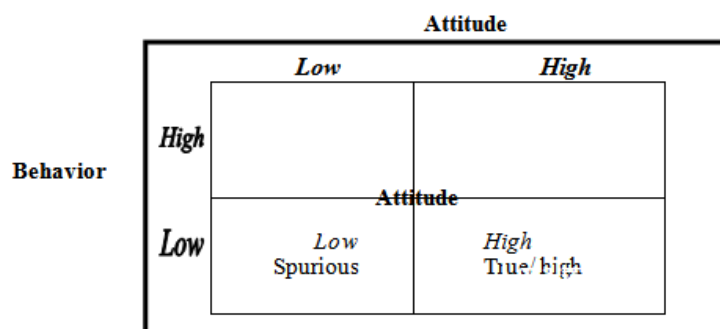 Attitude
Low High
High
Behavior
Attitude
Low Low High
Spurious True/ high